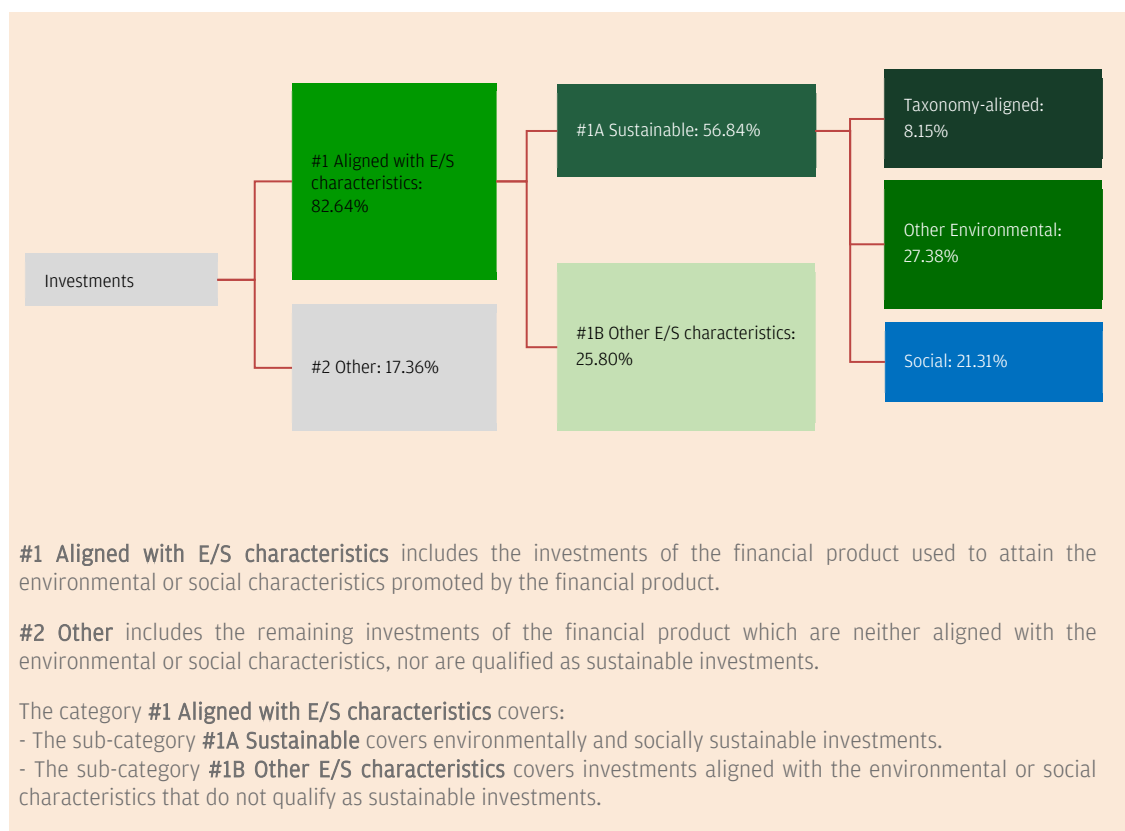 Investments
#1 Aligned with E/S
characteristics:
82.64%
#2 Other: 17.36%
#1A Sustainable: 56.84%
#1B Other E/S characteristics:
25.80%
Taxonomy-aligned:
8.15%
Other Environmental:
27.38%
Social: 21.31%
#1 Aligned with E/S characteristics includes the investments of the financial product used to attain the
environmental or social characteristics promoted by the financial product.
#2 Other includes the remaining investments of the financial product which are neither aligned with the
environmental or social characteristics, nor are qualified as sustainable investments.
The category #1 Aligned with E/S characteristics covers:
- The sub-category #1A Sustainable covers environmentally and socially sustainable investments.
- The sub-category #1B Other E/S characteristics covers investments aligned with the environmental or social
characteristics that do not qualify as sustainable investments.